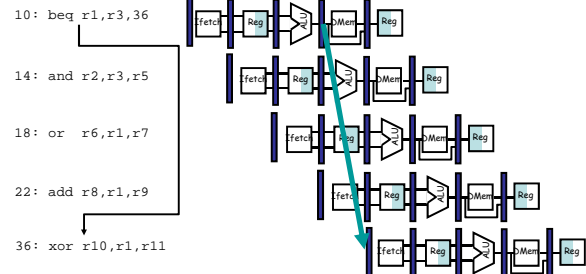 10: beq r1,r3,36 Ifetch Reg ALU DMem Reg
14: and r2,r3,r5 Ifetch Reg ALU DMem Reg
18: or r6,r1,r7 Ifetch Reg ALU DMem Reg
22: add r8,r1,r9 Ifetch Reg ALU DMem Reg
36: xor r10,r1,r11 Ifetch Reg ALU DMem Reg